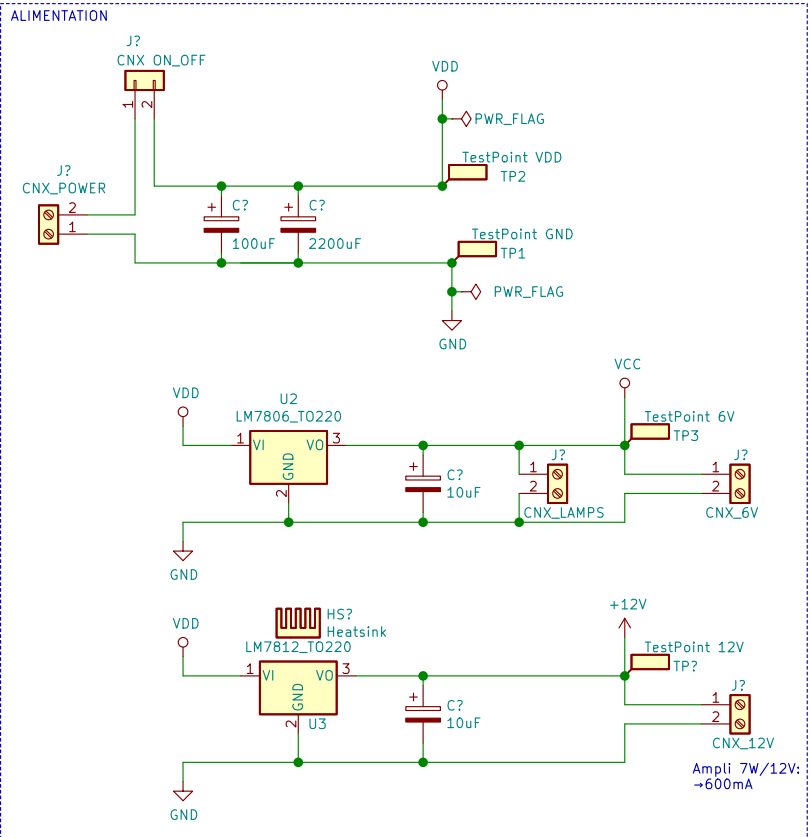 ALIMENTATION
J?
CNX ON_OFF
1
2
VDD
PWR_FLAG
TestPoint VDD
TP2
J?
CNX_POWER
2
1
+
C?
100uF
+
C?
2200uF
TestPoint GND
TP1
PWR_FLAG
GND
VCC
VDD
U2
LM7806_TO220
1
VI
VO
3
GND
2
+
C?
10uF
TestPoint 6V
TP3
J?
1
2
CNX_LAMPS
J?
1
2
CNX_6V
GND
+12V
VDD
HS?
Heatsink
LM7812_TO220
1
VI
VO
3
GND
2
U3
+
C?
10uF
TestPoint 12V
TP?
J?
1
2
CNX_12V
Ampli 7W/12V:
→600mA
GND